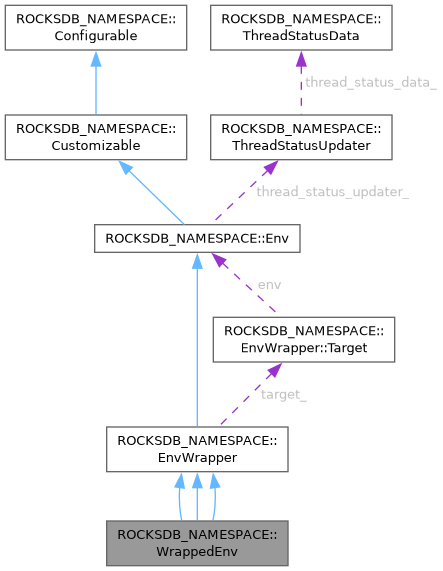 ROCKSDB_NAMESPACE::
Configurable
ROCKSDB_NAMESPACE::
ThreadStatusData
thread_status_data_
ROCKSDB_NAMESPACE::
Customizable
ROCKSDB_NAMESPACE::
ThreadStatusUpdater
thread_status_updater_
ROCKSDB_NAMESPACE::Env
env
ROCKSDB_NAMESPACE::
EnvWrapper::Target
target_
ROCKSDB_NAMESPACE::
EnvWrapper
ROCKSDB_NAMESPACE::
WrappedEnv